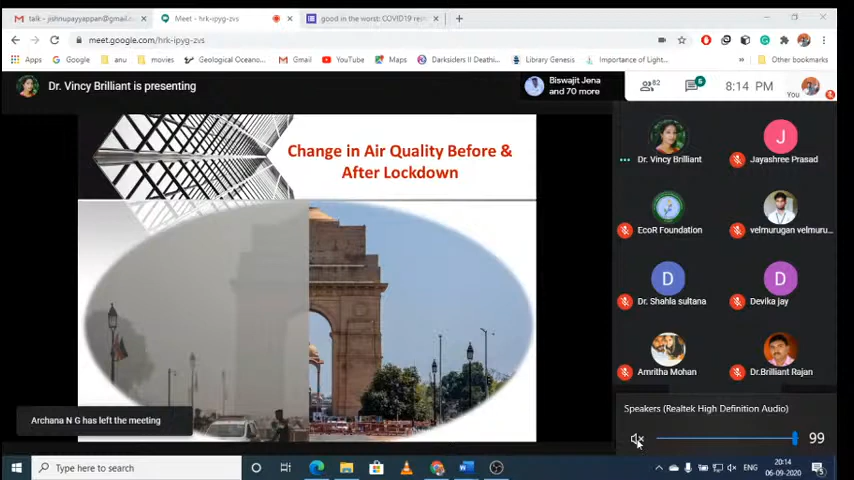 talk - jishnupayyappan@gmail.c
Meet - hrk-ipyg-zvs
good in the worst: COVID19 rem
meet.google.com/hrk-ipyg-zvs
Apps
Google
anu
movies
Geological Oceano...
Gmail
YouTube
Maps
Darksiders II Deathi...
Library Genesis
Importance of Light...
Other bookmarks
Dr. Vincy Brilliant is presenting
Biswajit Jena
and 70 more
82
6
8:14 PM
You
Change in Air Quality Before &
After Lockdown
Dr. Vincy Brilliant
J
Jayashree Prasad
EcoR Foundation
velmurugan velmuru...
D
Dr. Shahla sultana
D
Devika jay
Amritha Mohan
Dr.Brilliant Rajan
Archana N G has left the meeting
Speakers (Realtek High Definition Audio)
99
Type here to search
ENG
20:14
06-09-2020
5